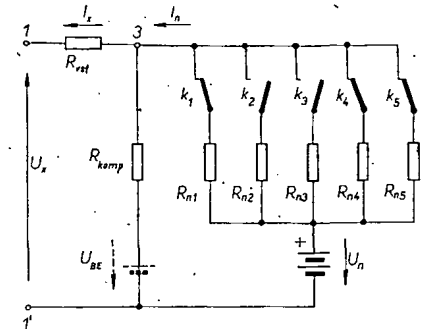 1 I_x 3 I_n
R_vst
k_1 k_2 k_3 k_4 k_5
U_x R_komp R_n1 R_n2 R_n3 R_n4 R_n5
U_BE + U_n
1'